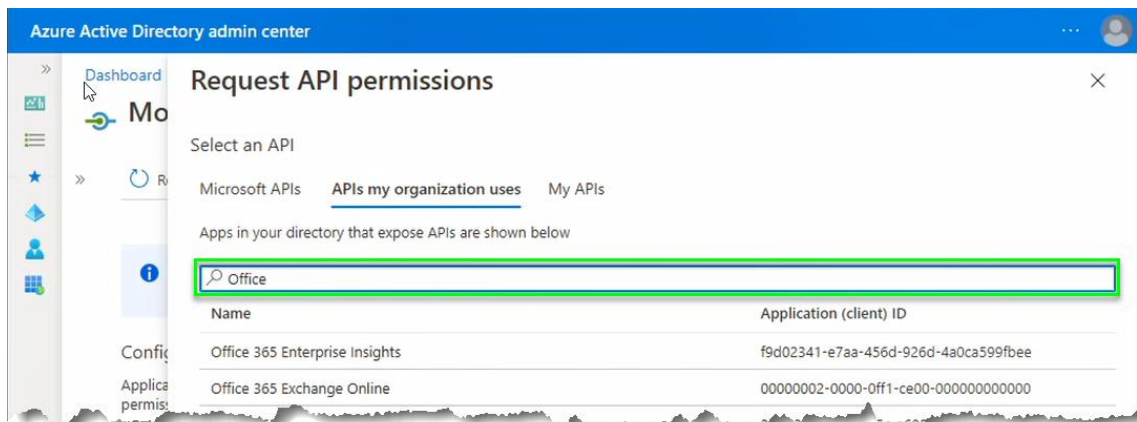 Azure Active Directory admin center
Dashboard
Request API permissions
Mo
Select an API
Microsoft APIs APIs my organization uses My APIs
Apps in your directory that expose APIs are shown below
Office
Name Application (client) ID
Office 365 Enterprise Insights f9d02341-e7aa-456d-926d-4a0ca599fbee
Config
Office 365 Exchange Online 00000002-0000-0ff1-ce00-000000000000
Applica
permiss